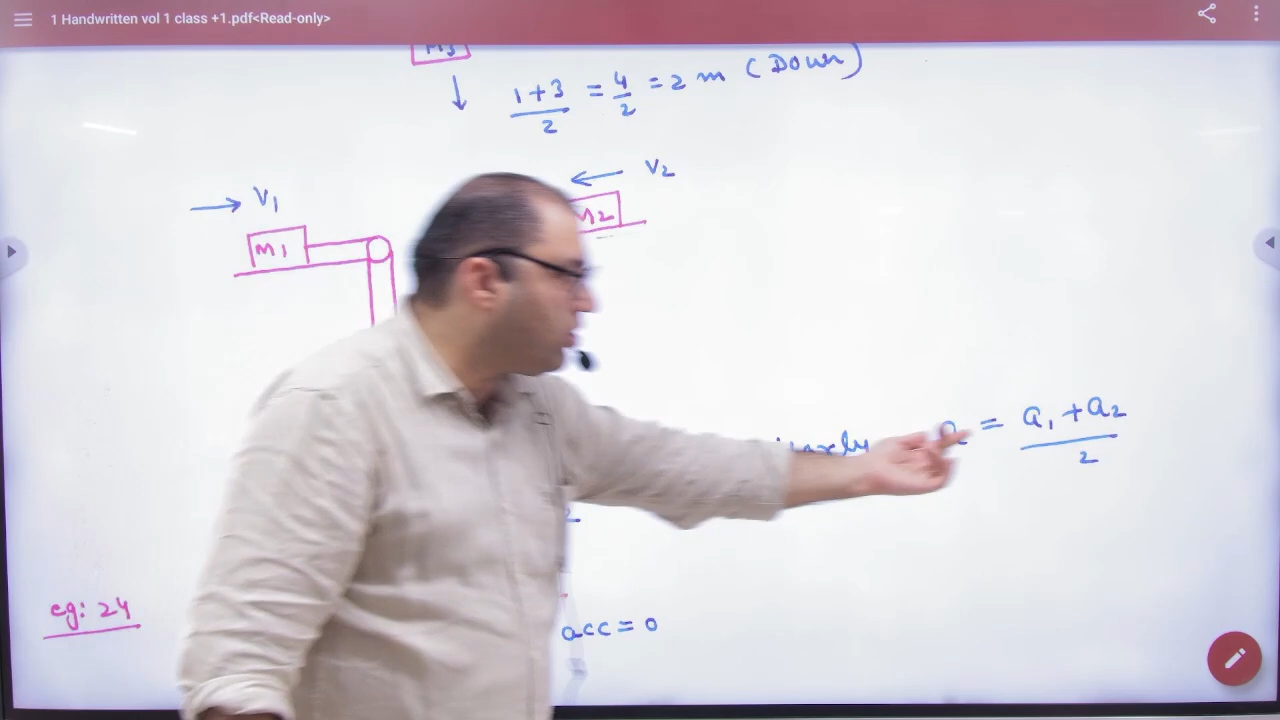 1 Handwritten vol 1 class +1.pdf<Read-only>
M3
1+3/2 = 4/2 = 2 m (Down)
V1
V2
M1
M2
= a1+a2/2
eg: 24
acc = 0